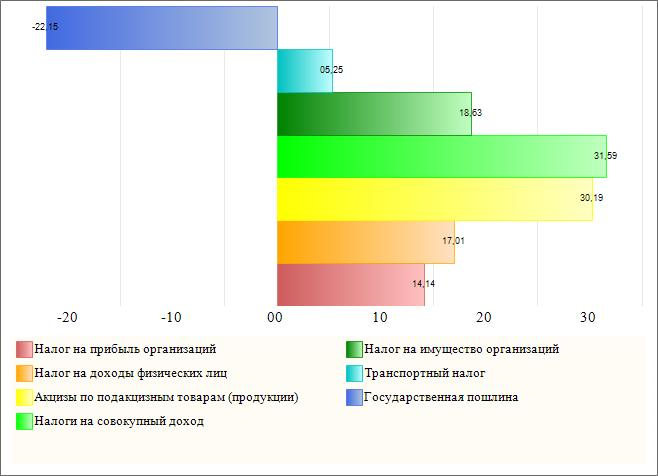 -22,15
05,25
18,63
31,59
30,19
17,01
14,14
-20 -10 00 10 20 30
Налог на прибыль организаций Налог на имущество организаций
Налог на доходы физических лиц Транспортный налог
Акцизы по подакцизным товарам (продукции) Государственная пошлина
Налоги на совокупный доход